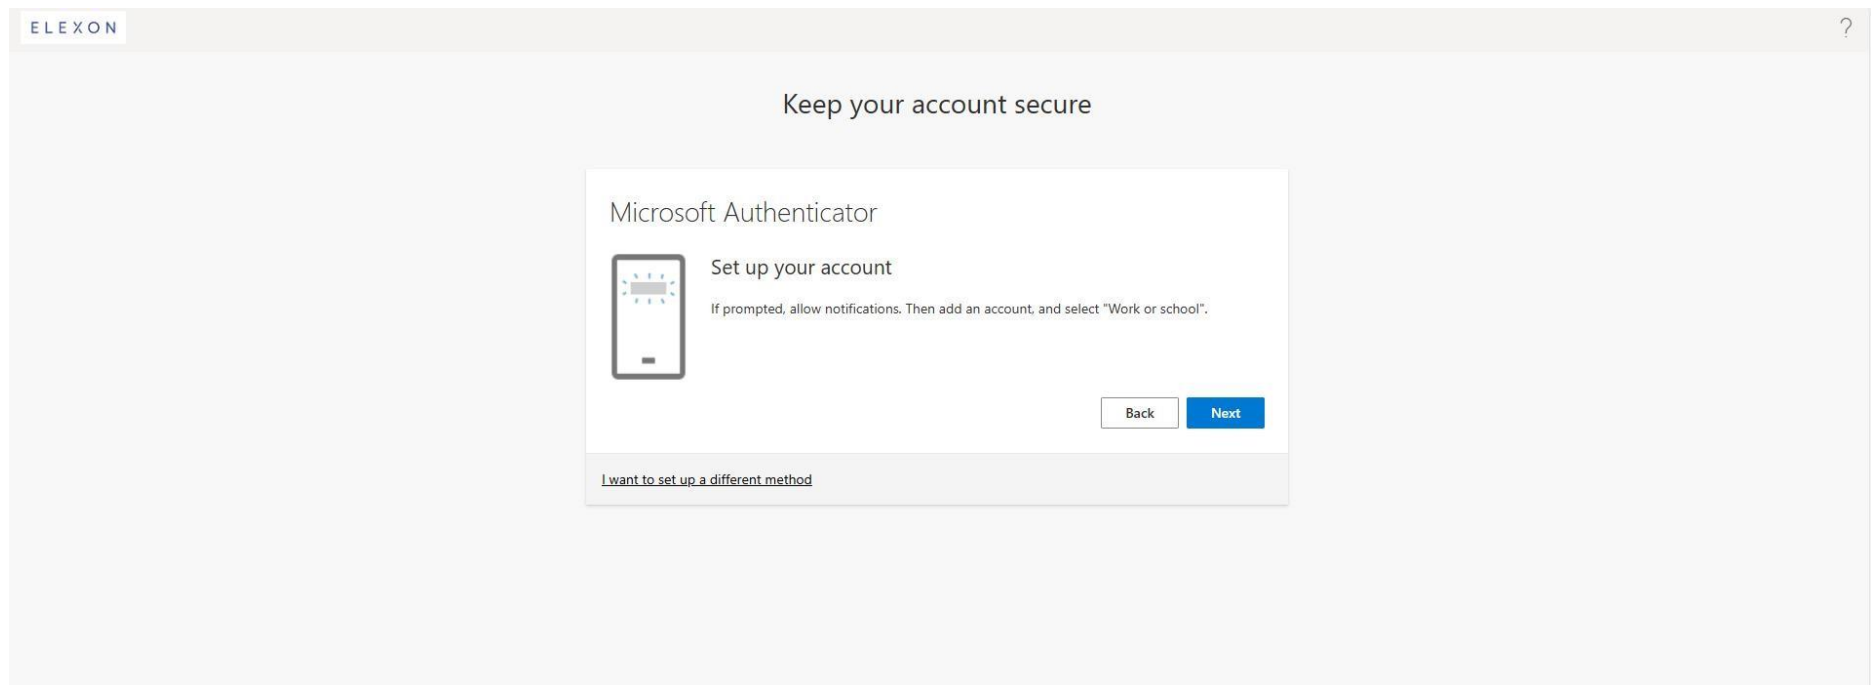 ELEXON
?
Keep your account secure
Microsoft Authenticator
Set up your account
If prompted, allow notifications. Then add an account, and select "Work or school".
Back
Next
I want to set up a different method